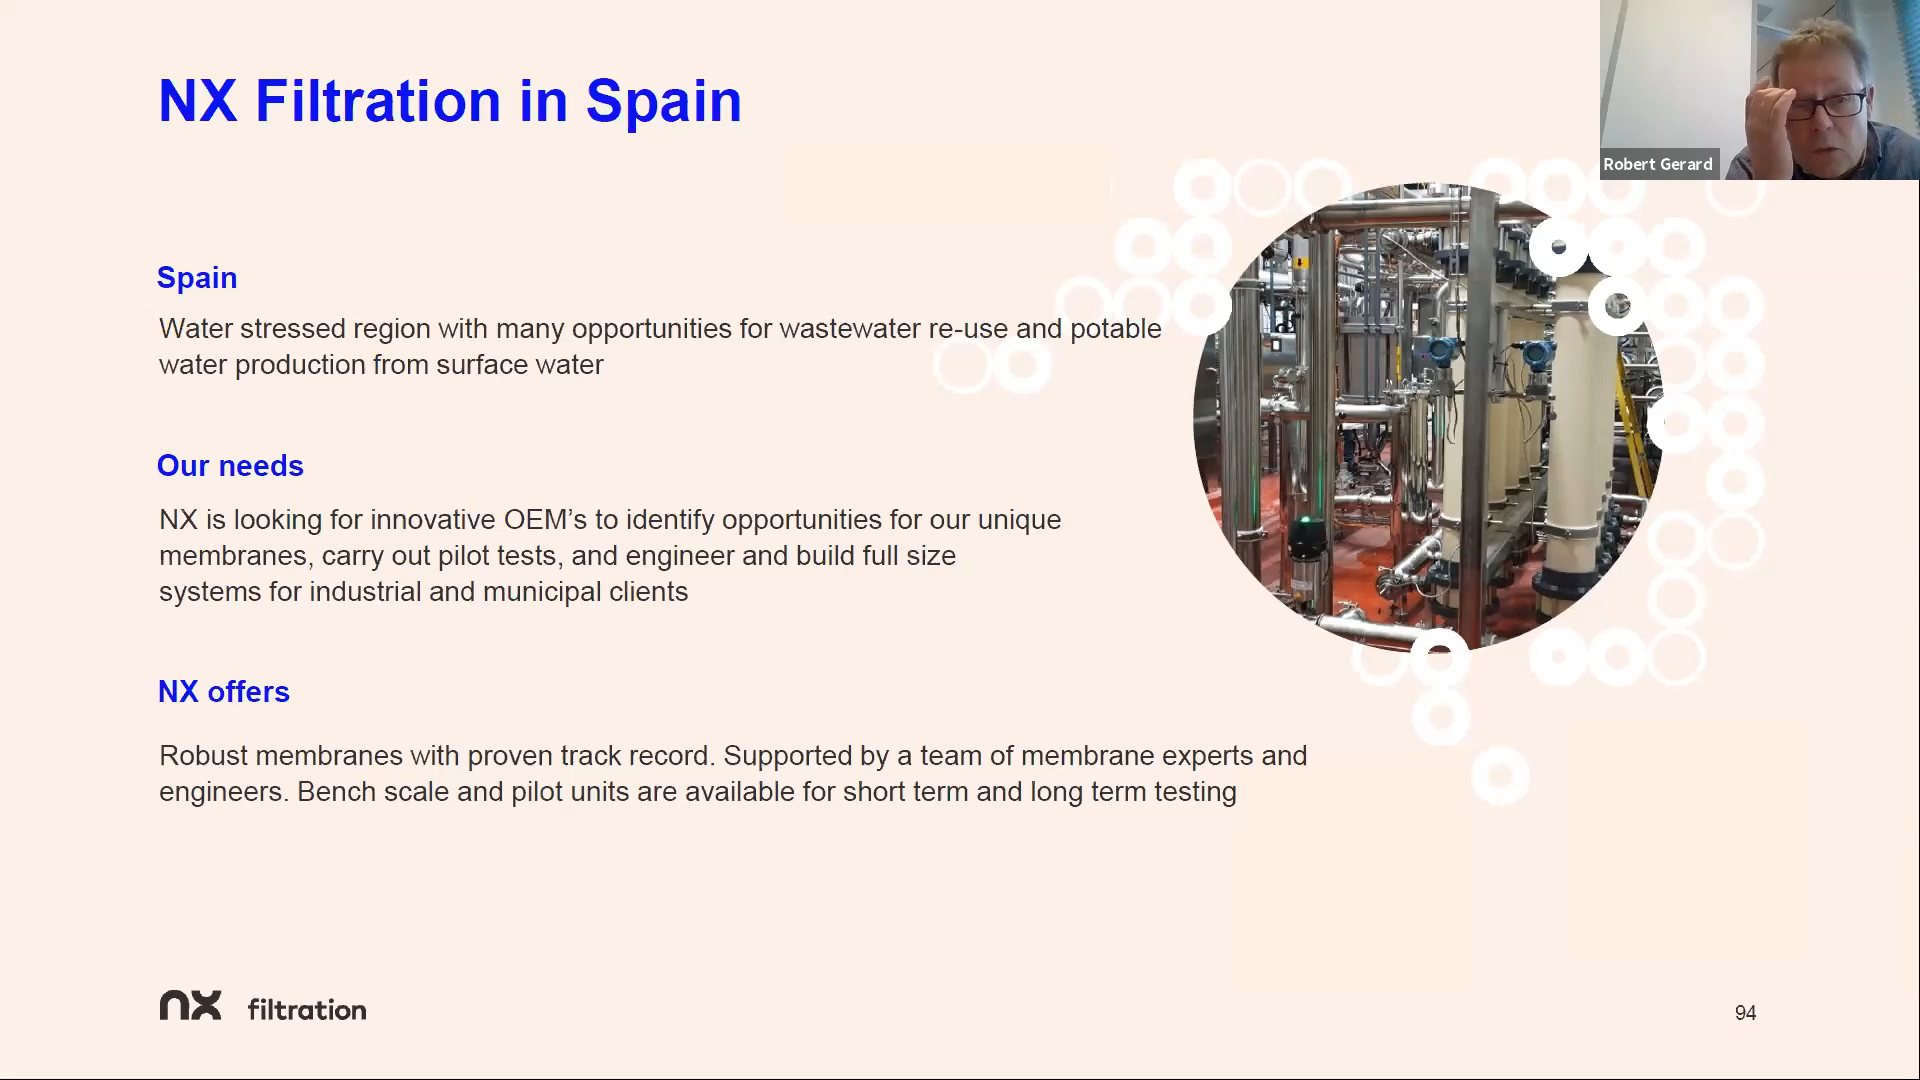 NX Filtration in Spain
Robert Gerard
Spain
Water stressed region with many opportunities for wastewater re-use and potable
water production from surface water
Our needs
NX is looking for innovative OEM’s to identify opportunities for our unique
membranes, carry out pilot tests, and engineer and build full size
systems for industrial and municipal clients
NX offers
Robust membranes with proven track record. Supported by a team of membrane experts and
engineers. Bench scale and pilot units are available for short term and long term testing
nx filtration
94